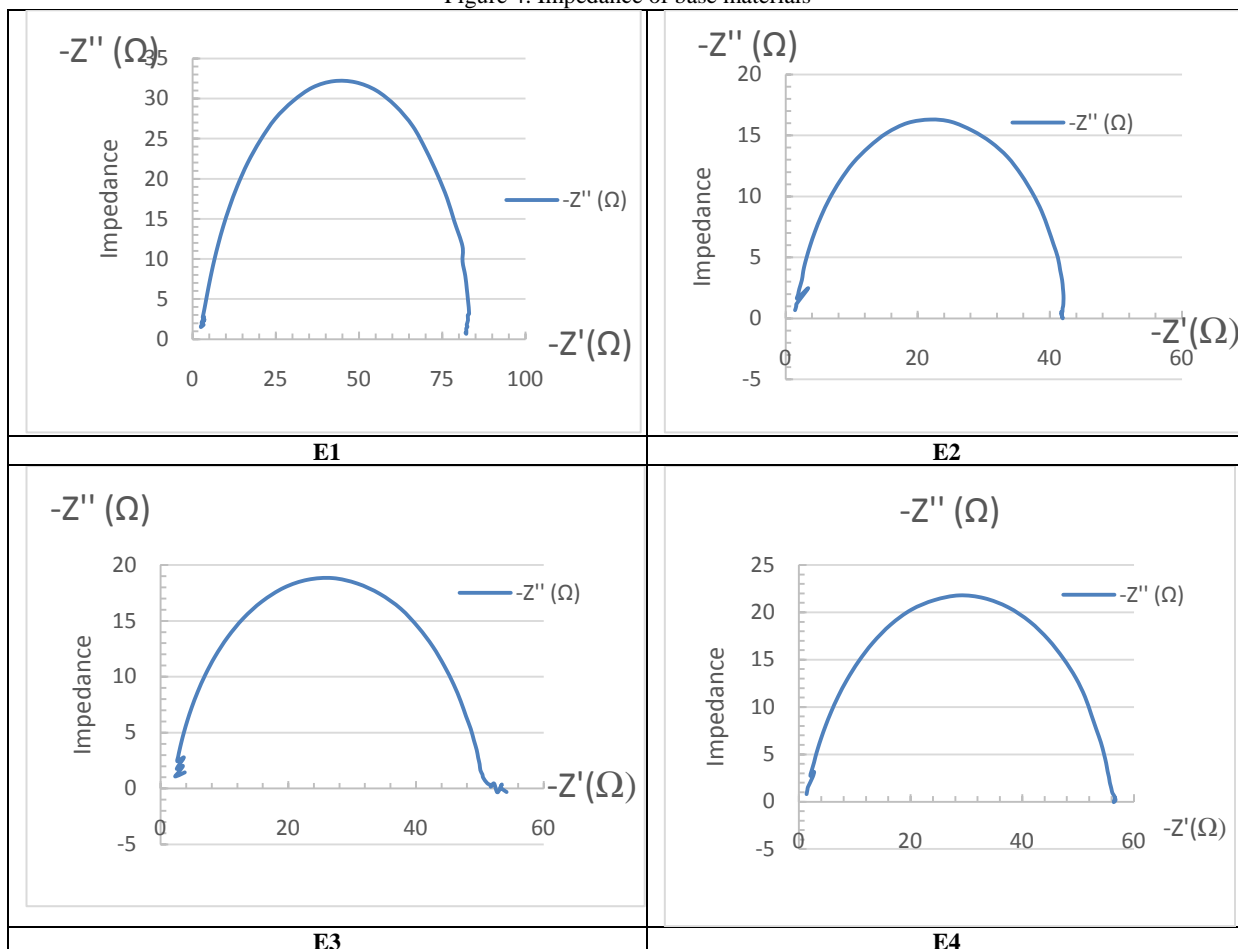 Figure 4. Impedance of base materials
-Z'' (Ω)
35
30
25
20
15
10
5
0
Impedance
-Z'' (Ω)
-Z'(Ω)
0 25 50 75 100
E1
-Z'' (Ω)
20
15
10
5
0
-5
Impedance
-Z'' (Ω)
-Z'(Ω)
0 20 40 60
E2
-Z'' (Ω)
20
15
10
5
0
-5
Impedance
-Z'' (Ω)
-Z'(Ω)
0 20 40 60
E3
-Z'' (Ω)
25
20
15
10
5
0
-5
Impedance
-Z'' (Ω)
-Z'(Ω)
0 20 40 60
E4